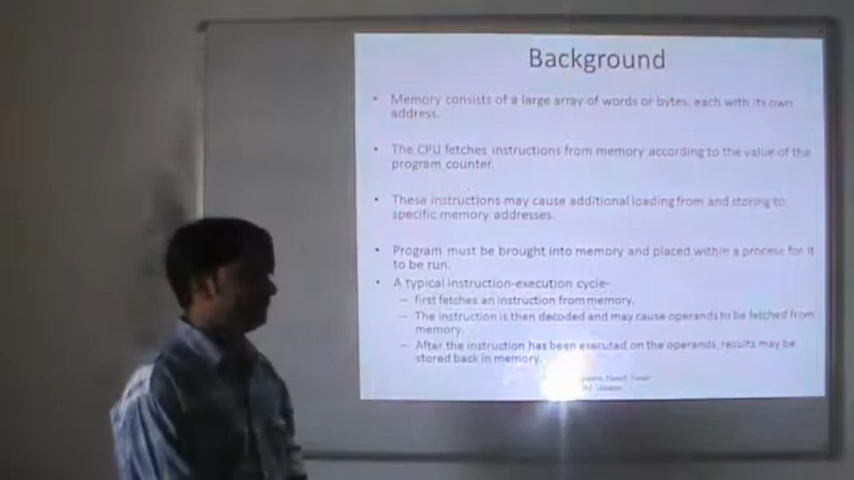 Background
• Memory consists of a large array of words or bytes, each with its own
address.
• The CPU fetches instructions from memory according to the value of the
program counter.
• These instructions may cause additional loading from and storing to
specific memory addresses.
• Program must be brought into memory and placed within a process for it
to be run.
• A typical instruction-execution cycle-
– first fetches an instruction from memory.
– The instruction is then decoded and may cause operands to be fetched from
memory.
– After the instruction has been executed on the operands, results may be
stored back in memory.